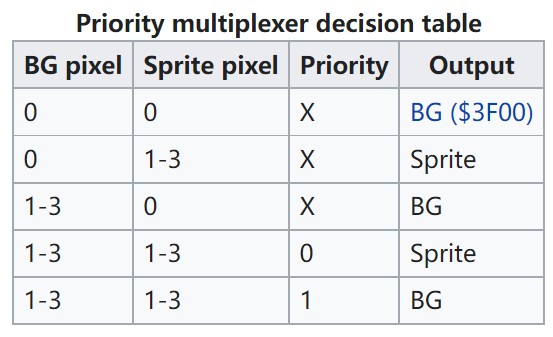 Priority multiplexer decision table
BG pixel Sprite pixel Priority Output
0 0 X BG ($3F00)
0 1-3 X Sprite
1-3 0 X BG
1-3 1-3 0 Sprite
1-3 1-3 1 BG